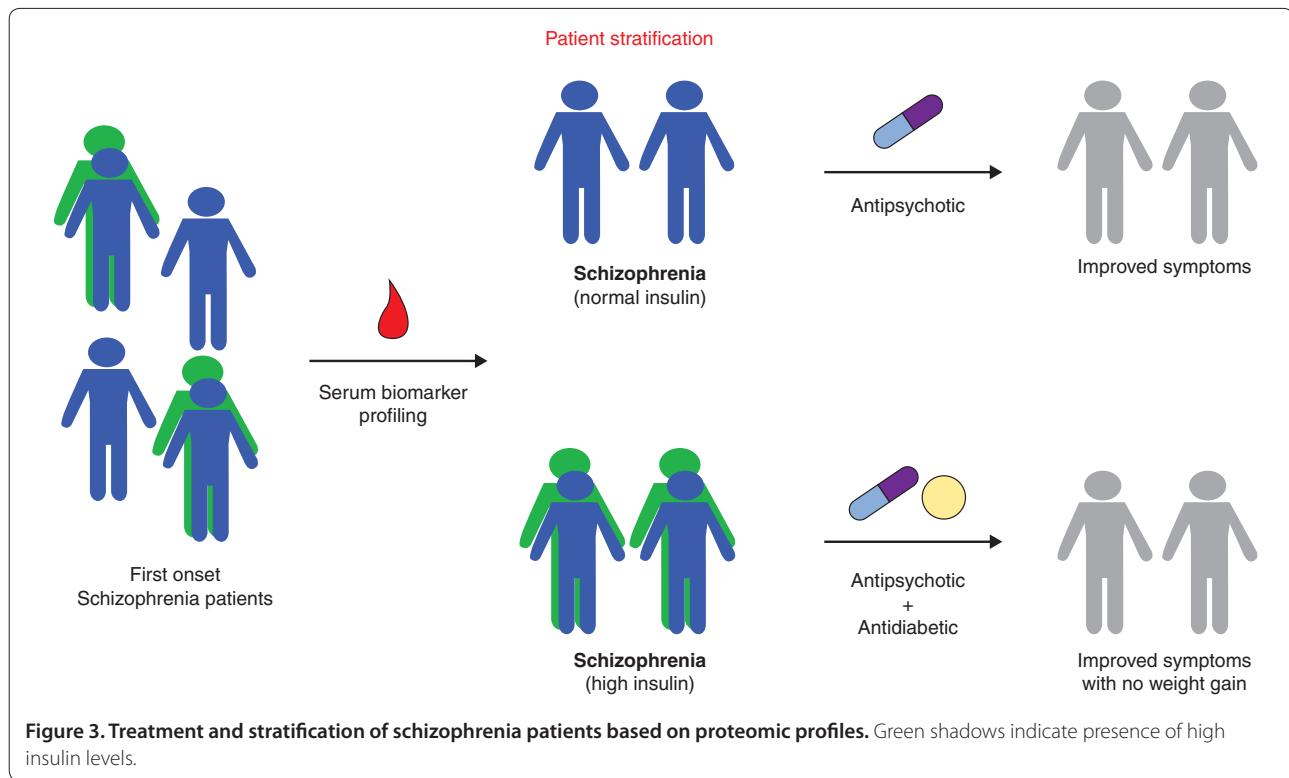 Patient stratification
First onset
Schizophrenia patients
Serum biomarker
profiling
Schizophrenia
(normal insulin)
Antipsychotic
Improved symptoms
Schizophrenia
(high insulin)
Antipsychotic
+
Antidiabetic
Improved symptoms
with no weight gain
Figure 3. Treatment and stratification of schizophrenia patients based on proteomic profiles. Green shadows indicate presence of high
insulin levels.